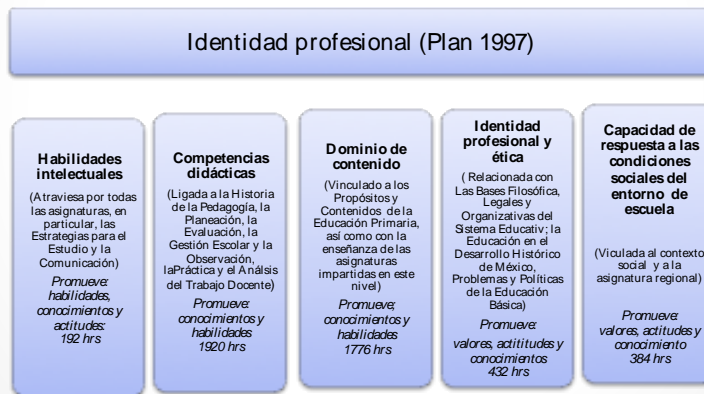 Identidad profesional (Plan 1997)
Habilidades
intelectuales
(Atraviesa por todas
las asignaturas, en
particular, las
Estrategias para el
Estudio y la
Comunicación)
Promueve:
habilidades,
conocimientos y
actitudes:
192 hrs
Competencias
didácticas
(Ligada a la Historia
de la Pedagogía, la
Planeación, la
Evaluación, la
Gestión Escolar y la
Observación,
laPráctica y el Análsis
del Trabajo Docente)
Promueve:
conocimientos y
habilidades
1920 hrs
Dominio de
contenido
(Vinculado a los
Propósitos y
Contenidos de la
Educación Primaria,
así como con la
enseñanza de las
asignaturas
impartidas en este
nivel)
Promueve:
conocimientos y
habilidades
1776 hrs
Identidad
profesional y
ética
( Relacionada con
Las Bases Filosófica,
Legales y
Organizativas del
Sistema Educativ; la
Educación en el
Desarrollo Histórico
de México,
Problemas y Políticas
de la Educación
Básica)
Promueve:
valores, actititudes y
conocimientos
432 hrs
Capacidad de
respuesta a las
condiciones
sociales del
entorno de
escuela
(Viculada al contexto
social y a la
asignatura regional)
Promueve:
valores, actitudes y
conocimiento
384 hrs